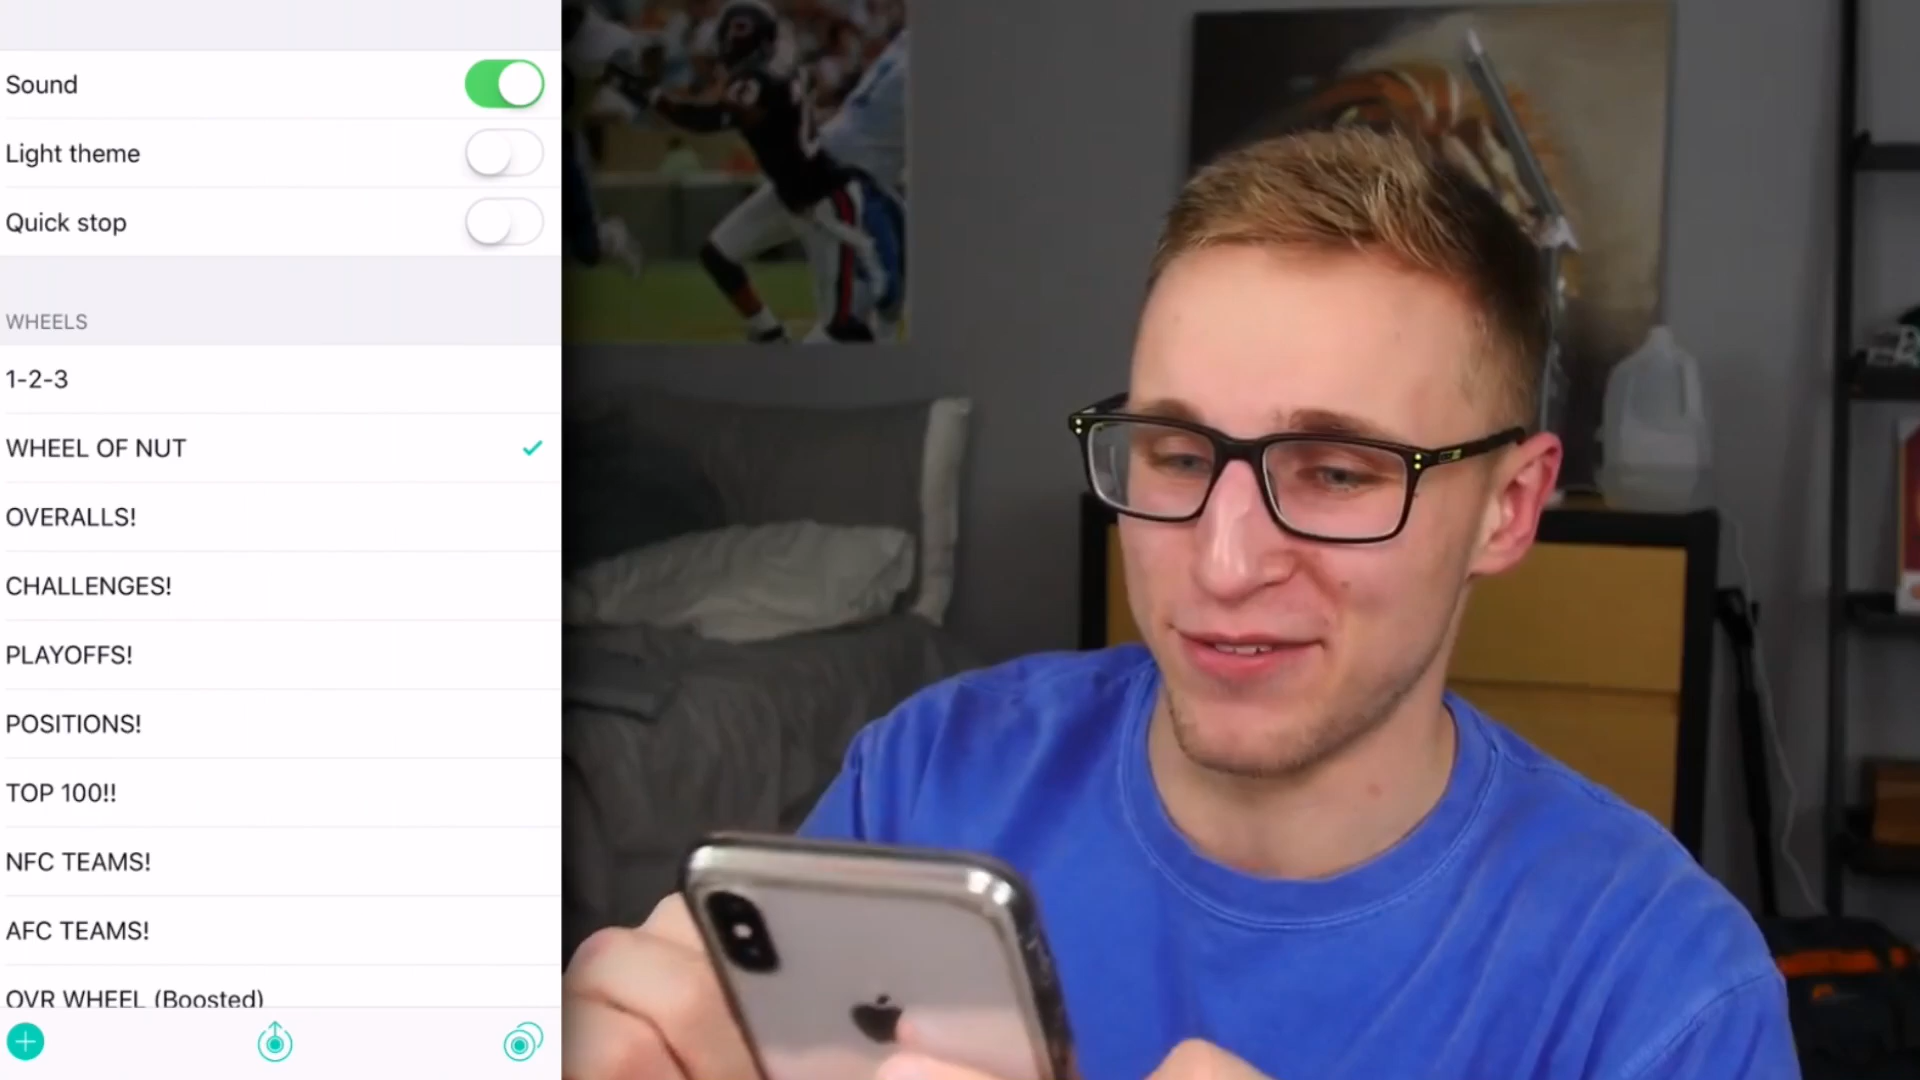 Sound
Light theme
Quick stop
WHEELS
1-2-3
WHEEL OF NUT
OVERALLS!
CHALLENGES!
PLAYOFFS!
POSITIONS!
TOP 100!!
NFC TEAMS!
AFC TEAMS!
OVR WHEEL (Boosted)